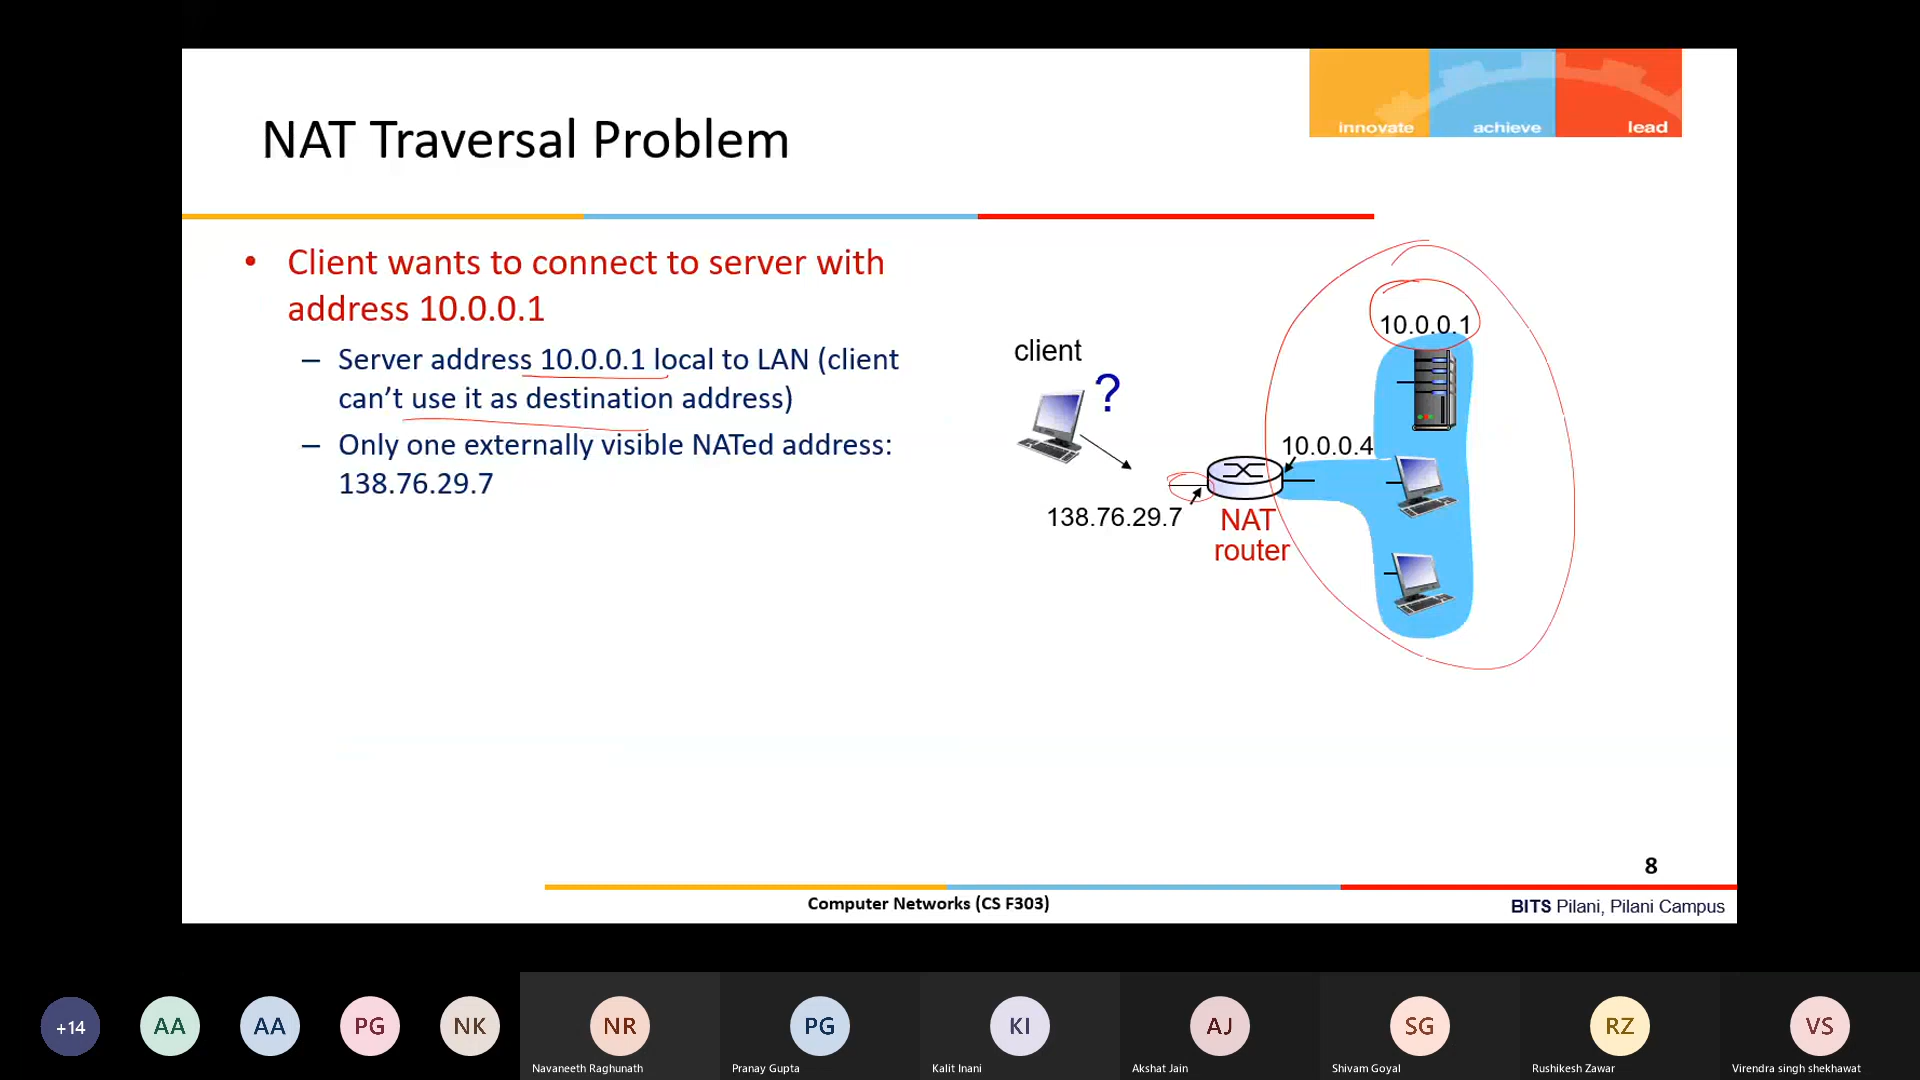 innovate achieve lead
NAT Traversal Problem
• Client wants to connect to server with
address 10.0.0.1
– Server address 10.0.0.1 local to LAN (client
can’t use it as destination address)
– Only one externally visible NATed address:
138.76.29.7
10.0.0.1
client
?
10.0.0.4
138.76.29.7
NAT
router
8
Computer Networks (CS F303)
BITS Pilani, Pilani Campus
+14 AA AA PG NK NR PG KI AJ SG RZ VS
Navaneeth Raghunath Pranay Gupta Kalit Inani Akshat Jain Shivam Goyal Rushikesh Zawar Virendra singh shekhawat